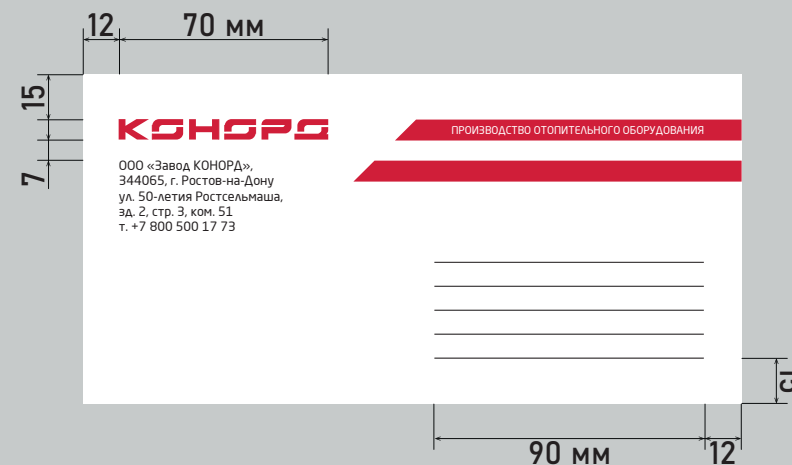 12
70 мм
15
7
КОНОРД
ПРОИЗВОДСТВО ОТОПИТЕЛЬНОГО ОБОРУДОВАНИЯ
ООО «Завод КОНОРД»,
344065, г. Ростов-на-Дону
ул. 50-летия Ростсельмаша,
зд. 2, стр. 3, ком. 51
т. +7 800 500 17 73
90 мм
12